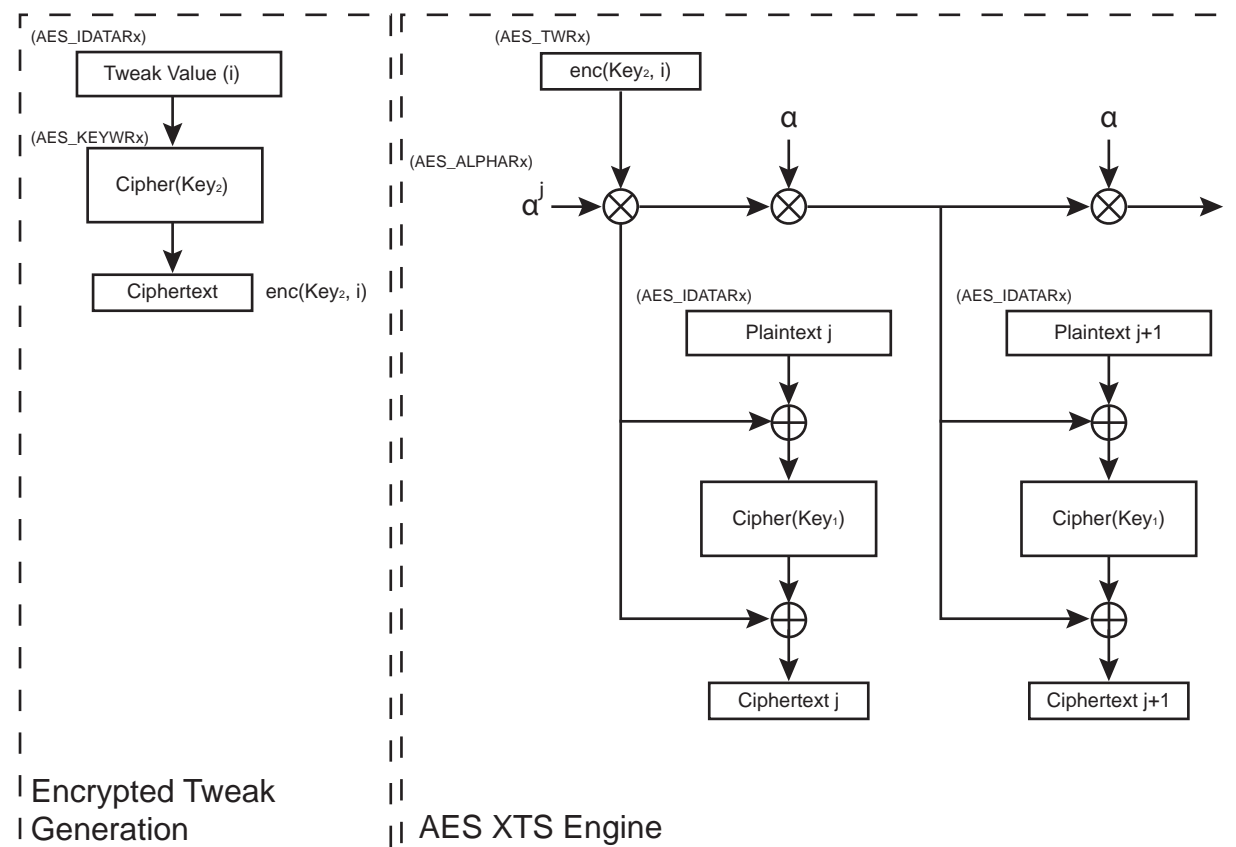 (AES_IDATARx)
Tweak Value (i)
(AES_KEYWRx)
Cipher(Key₂)
Ciphertext enc(Key₂, i)
Encrypted Tweak
Generation
(AES_TWRx)
enc(Key₂, i)
α α
(AES_ALPHARx)
αʲ
(AES_IDATARx) (AES_IDATARx)
Plaintext j Plaintext j+1
Cipher(Key₁) Cipher(Key₁)
Ciphertext j Ciphertext j+1
AES XTS Engine